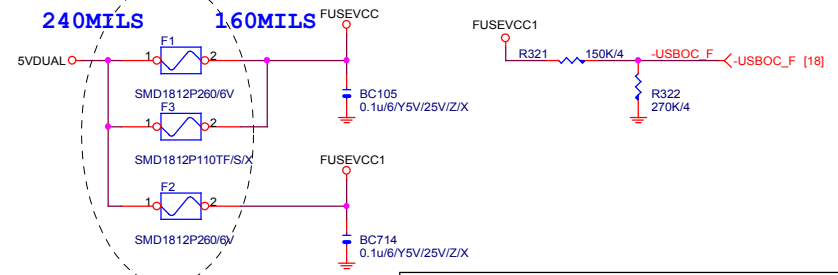 240MILS 160MILS FUSEVCC
F1
5VDUAL 1 2
SMD1812P260/6V
BC105
0.1u/6/Y5V/25V/Z/X
F3
1 2
SMD1812P110TF/S/X
FUSEVCC1
F2
1 2
SMD1812P260/6V
BC714
0.1u/6/Y5V/25V/Z/X
FUSEVCC1
R321 150K/4 -USBOC_F -USBOC_F [18]
R322
270K/4